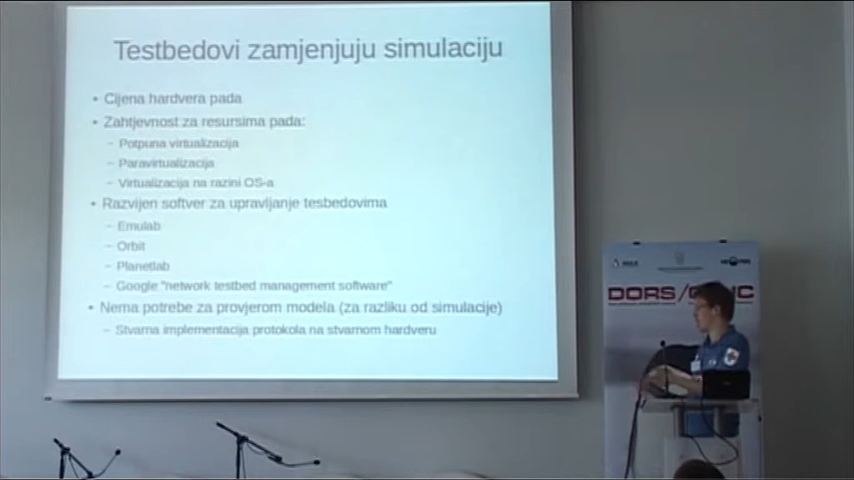 Testbedovi zamjenjuju simulaciju
• Cijena hardvera pada
• Zahtjevnost za resursima pada:
– Potpuna virtualizacija
– Paravirtualizacija
– Virtualizacija na razini OS-a
• Razvijen softver za upravljanje tesbedovima
– Emulab
– Orbit
– Planetlab
– Google "network testbed management software"
• Nema potrebe za provjerom modela (za razliku od simulacije)
– Stvarna implementacija protokola na stvarnom hardveru
DORS/